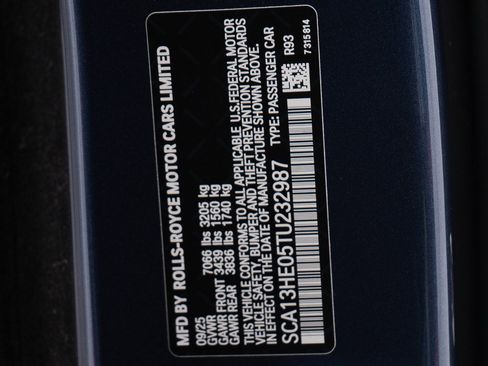 MFD BY ROLLS-ROYCE MOTOR CARS LIMITED
09/25
GVWR 7066 lbs 3205 kg
GAWR FRONT 3439 lbs 1560 kg
GAWR REAR 3836 lbs 1740 kg
THIS VEHICLE CONFORMS TO ALL APPLICABLE U.S.FEDERAL MOTOR
VEHICLE SAFETY, BUMPER AND THEFT PREVENTION STANDARDS
IN EFFECT ON THE DATE OF MANUFACTURE SHOWN ABOVE.
TYPE: PASSENGER CAR
SCA13HE05TU232987
R93
7315814